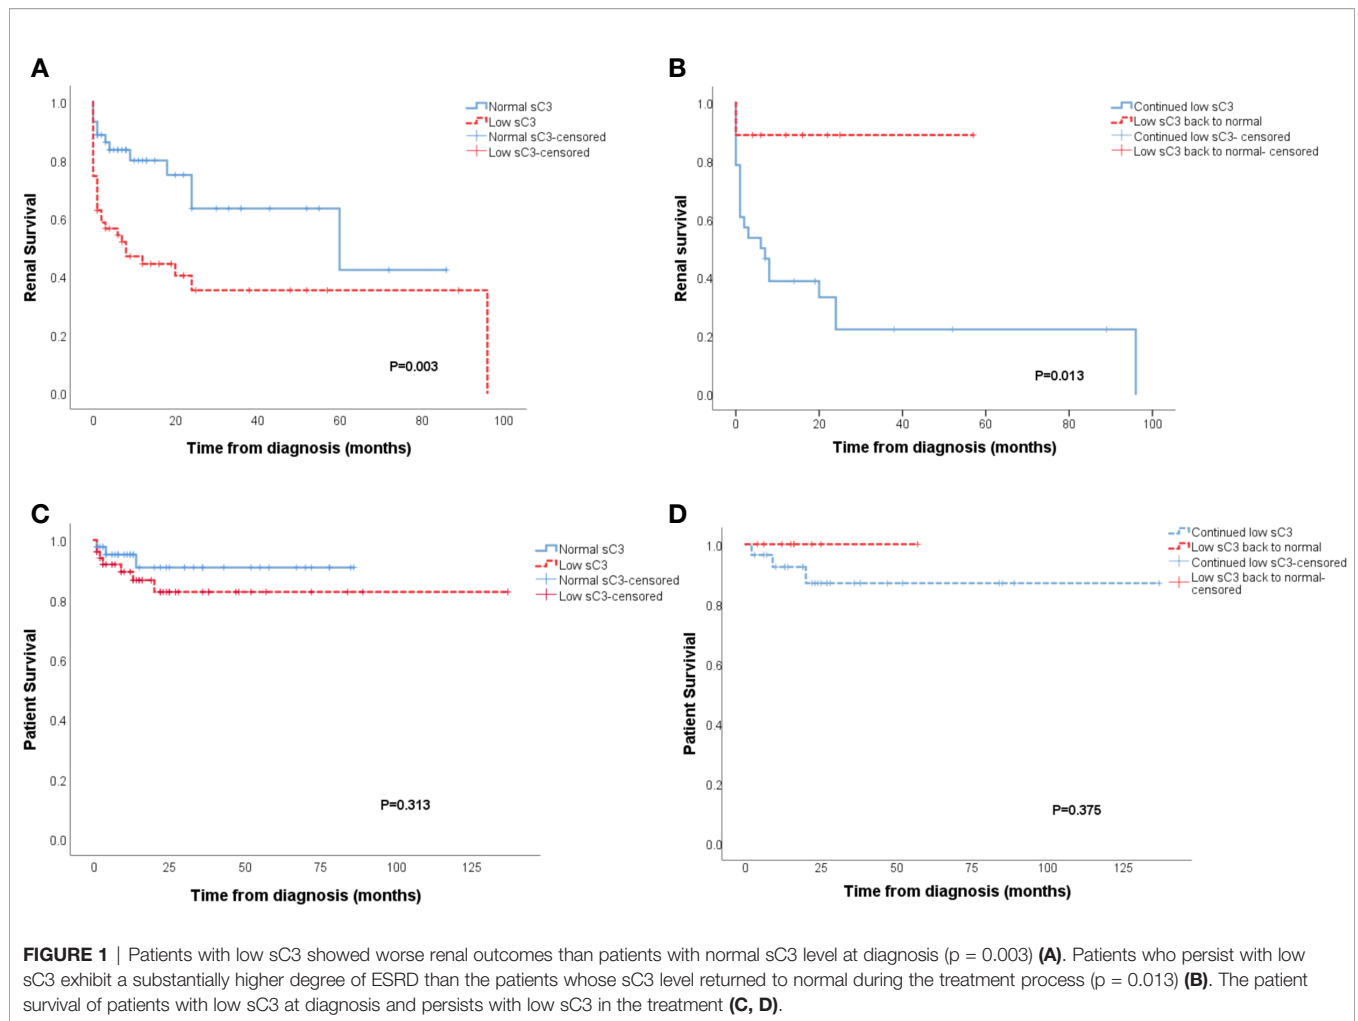 A
Normal sC3
Low sC3
Normal sC3-censored
Low sC3-censored
1.0
0.8
0.6
0.4
0.2
0.0
Renal Survival
P=0.003
0 20 40 60 80 100
Time from diagnosis (months)
B
Continued low sC3
Low sC3 back to normal
Continued low sC3- censored
Low sC3 back to normal- censored
1.0
0.8
0.6
0.4
0.2
0.0
Renal survival
P=0.013
0 20 40 60 80 100
Time from diagnosis (months)
C
Normal sC3
Low sC3
Normal sC3-censored
Low sC3-censored
1.0
0.8
0.6
0.4
0.2
0.0
Patient Survival
P=0.313
0 25 50 75 100 125
Time from diagnosis (months)
D
Continued low sC3
Low sC3 back to normal
Continued low sC3-censored
Low sC3 back to normal-
censored
1.0
0.8
0.6
0.4
0.2
0.0
Patient Survival
P=0.375
0 25 50 75 100 125
Time from diagnosis (months)
FIGURE 1 | Patients with low sC3 showed worse renal outcomes than patients with normal sC3 level at diagnosis (p = 0.003) (A). Patients who persist with low
sC3 exhibit a substantially higher degree of ESRD than the patients whose sC3 level returned to normal during the treatment process (p = 0.013) (B). The patient
survival of patients with low sC3 at diagnosis and persists with low sC3 in the treatment (C, D).